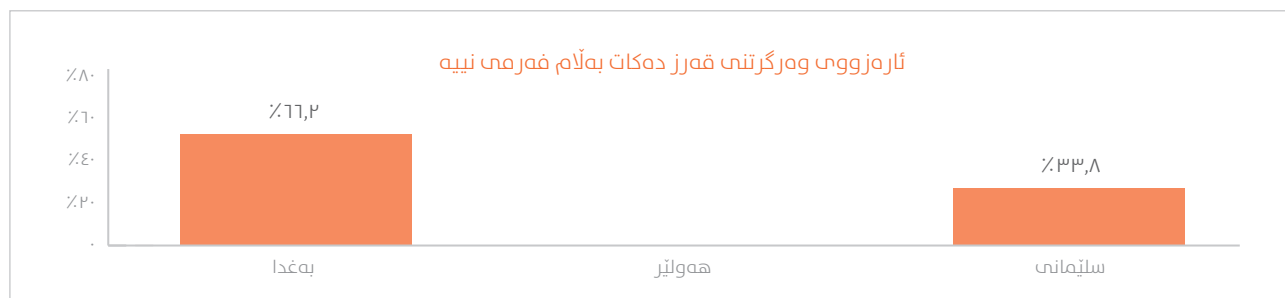 ئارەزووی وەرگرتنی قەرز دەکات بەڵام فەرمی نییە
٪٨٠
٪٦٠
٪٤٠
٪٢٠
٠
٪٦٦,٢
٪٣٣,٨
بەغدا
هەولێر
سلێمانی